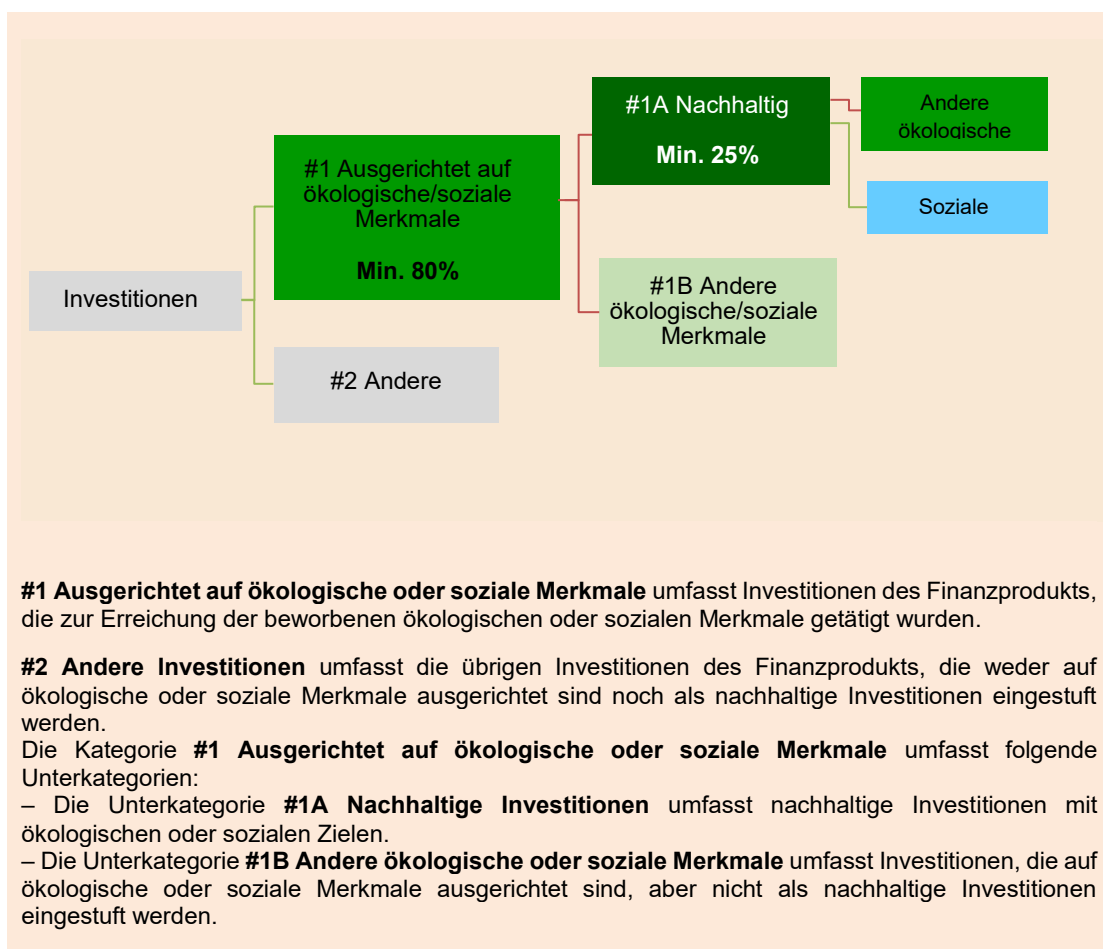 #1A Nachhaltig
Min. 25%
Andere
ökologische
#1 Ausgerichtet auf
ökologische/soziale
Merkmale
Min. 80%
Soziale
Investitionen
#1B Andere
ökologische/soziale
Merkmale
#2 Andere
#1 Ausgerichtet auf ökologische oder soziale Merkmale umfasst Investitionen des Finanzprodukts,
die zur Erreichung der beworbenen ökologischen oder sozialen Merkmale getätigt wurden.
#2 Andere Investitionen umfasst die übrigen Investitionen des Finanzprodukts, die weder auf
ökologische oder soziale Merkmale ausgerichtet sind noch als nachhaltige Investitionen eingestuft
werden.
Die Kategorie #1 Ausgerichtet auf ökologische oder soziale Merkmale umfasst folgende
Unterkategorien:
– Die Unterkategorie #1A Nachhaltige Investitionen umfasst nachhaltige Investitionen mit
ökologischen oder sozialen Zielen.
– Die Unterkategorie #1B Andere ökologische oder soziale Merkmale umfasst Investitionen, die auf
ökologische oder soziale Merkmale ausgerichtet sind, aber nicht als nachhaltige Investitionen
eingestuft werden.